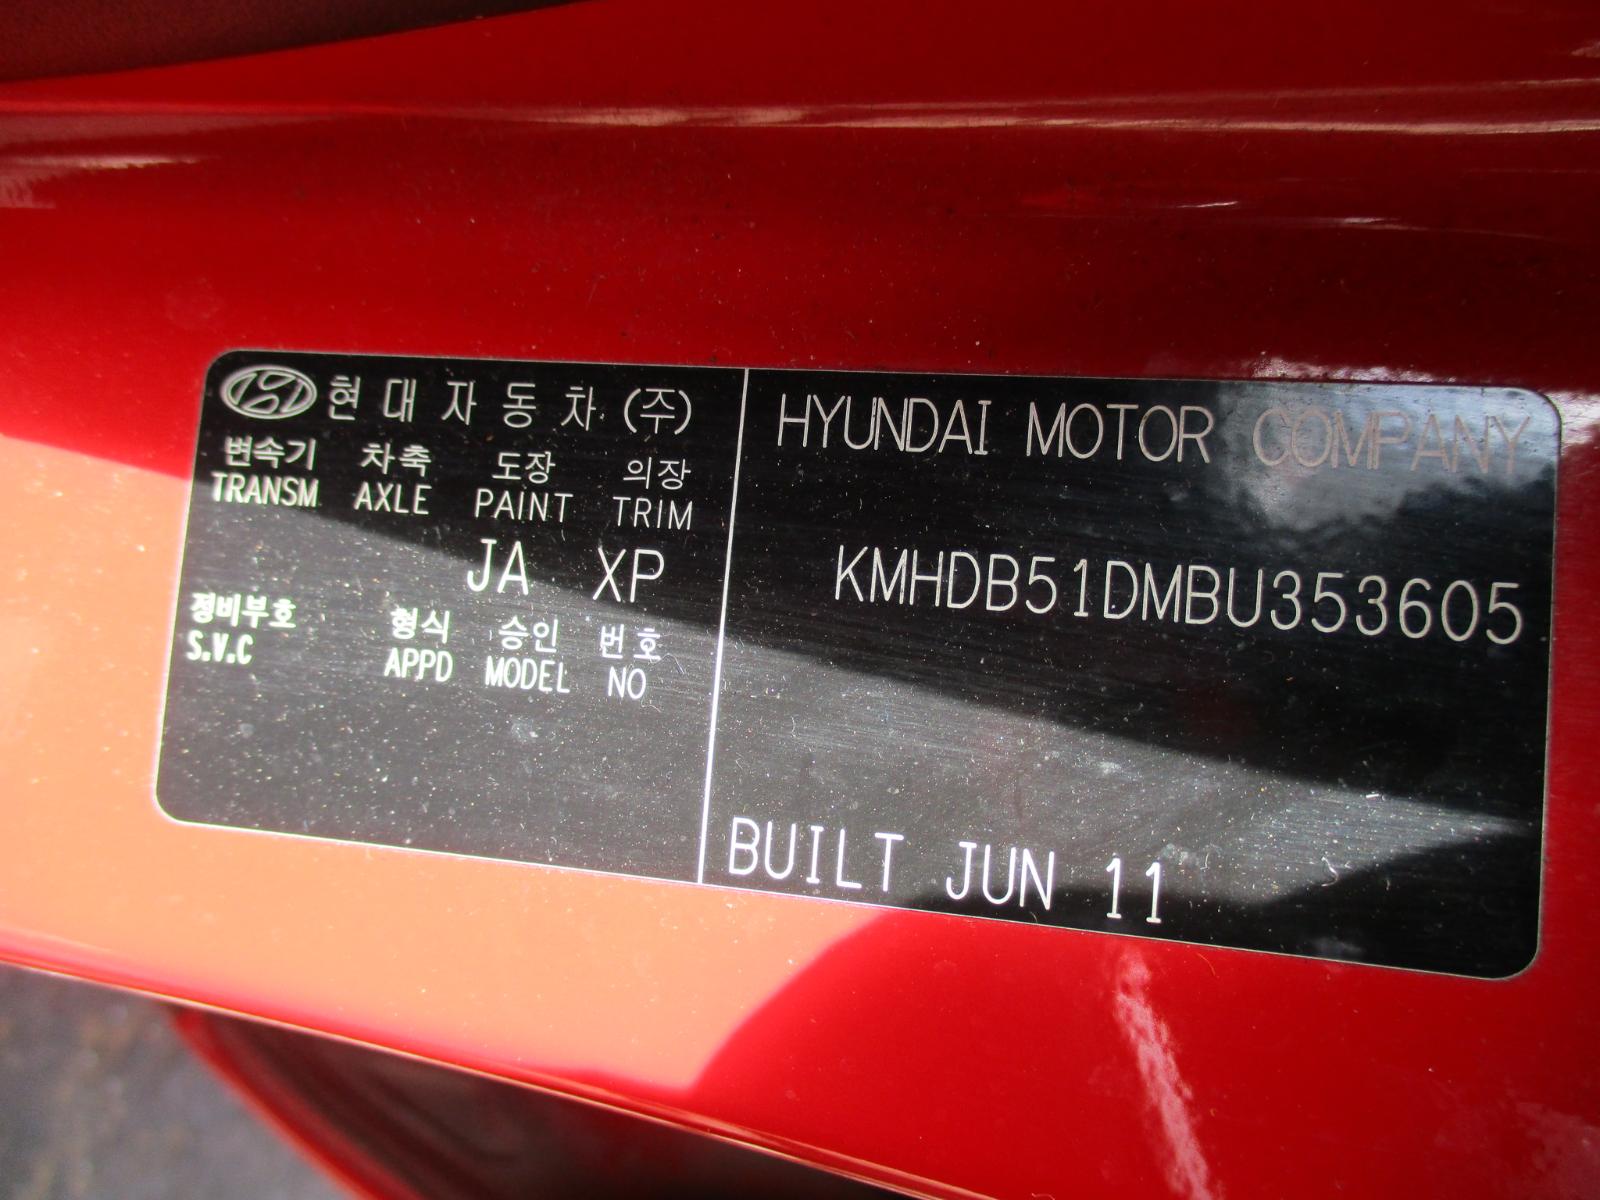 현대자동차(주)
변속기 차축 도장 의장
TRANSM AXLE PAINT TRIM
JA XP
정비부호 형식 승인 번호
S.V.C APPD MODEL NO
HYUNDAI MOTOR COMPANY
KMHDB51DMBU353605
BUILT JUN 11